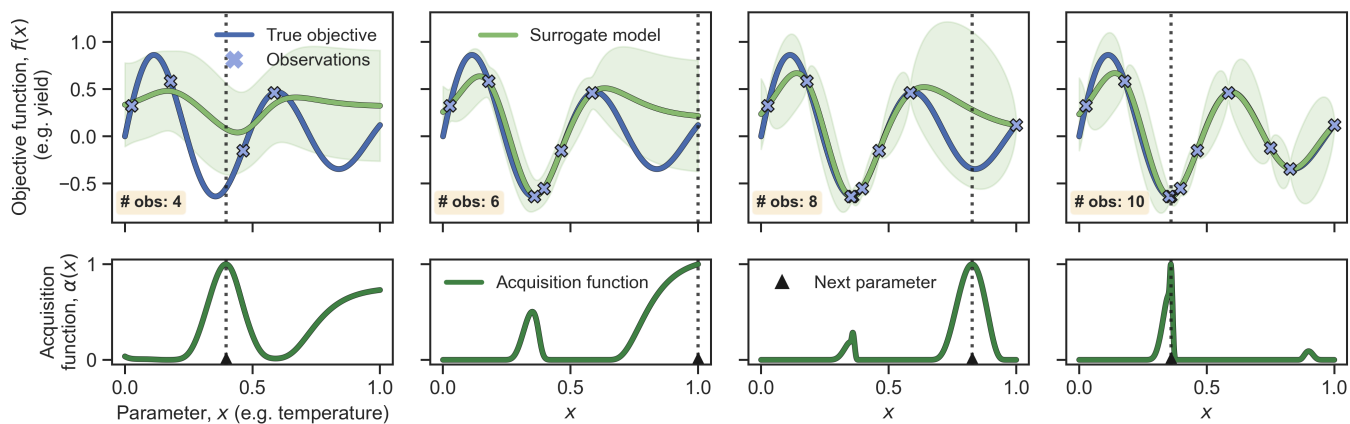 Objective function, f(x)
(e.g. yield)
1.0
0.5
0.0
−0.5
True objective
Observations
# obs: 4
Surrogate model
# obs: 6
# obs: 8
# obs: 10
Acquisition
function, α(x)
1
0
Acquisition function
Next parameter
0.0 0.5 1.0
Parameter, x (e.g. temperature)
0.0 0.5 1.0
x
0.0 0.5 1.0
x
0.0 0.5 1.0
x